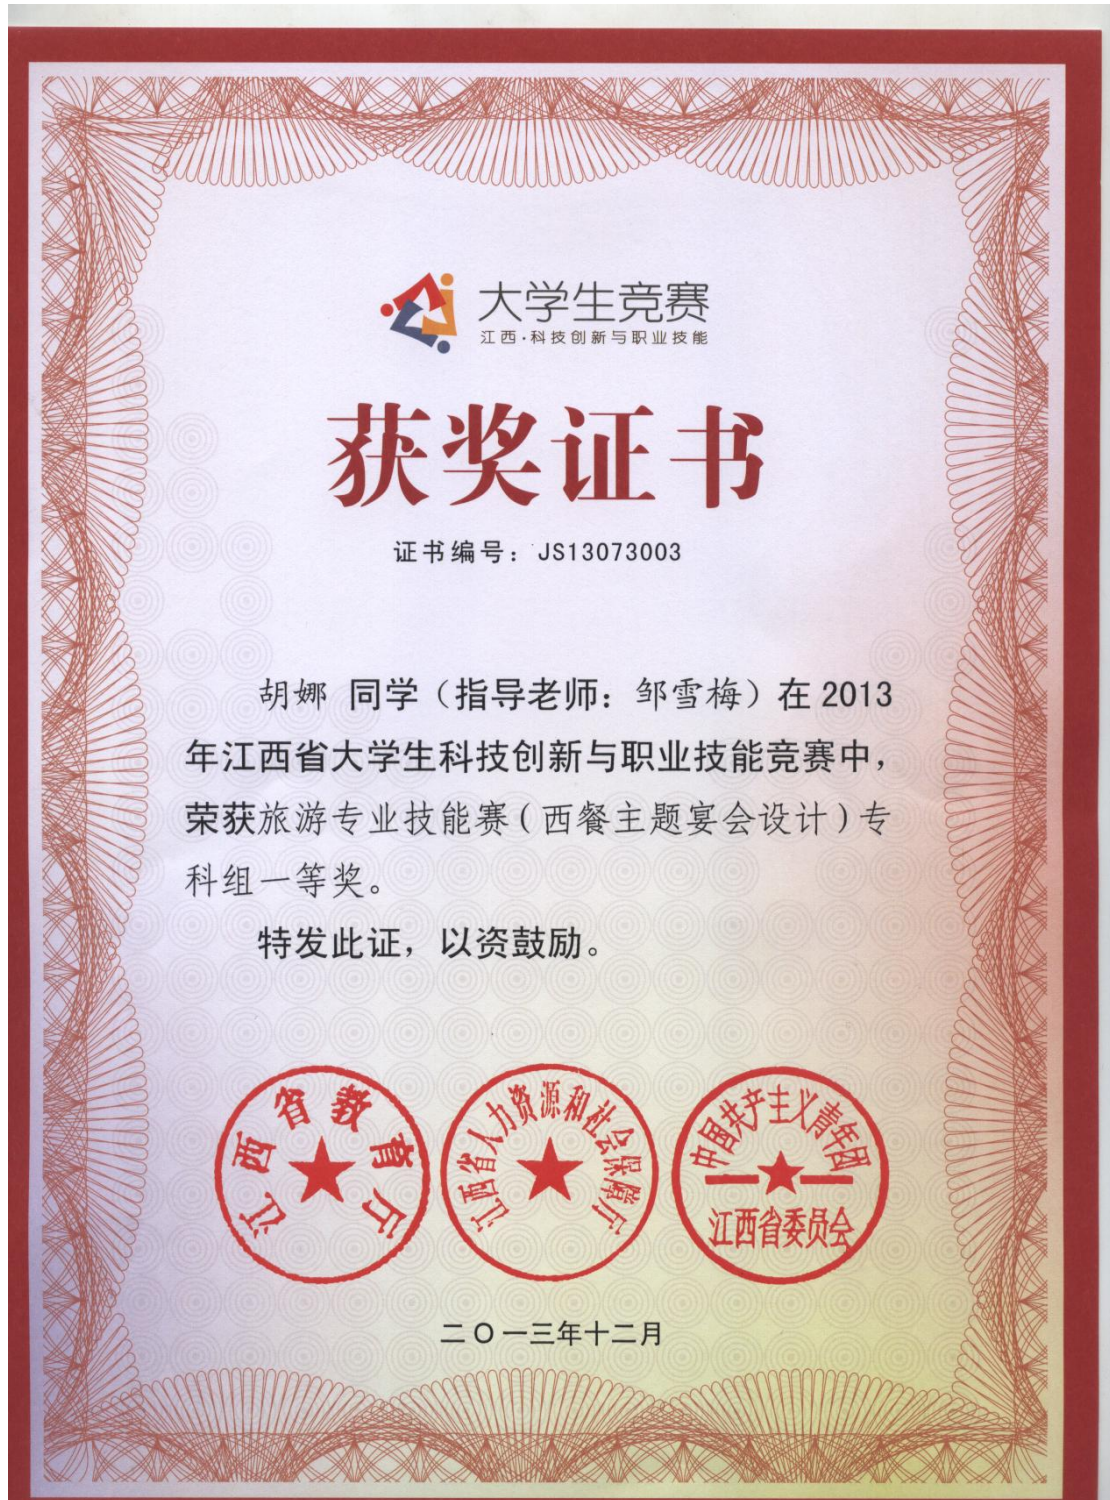 大学生竞赛
江西·科技创新与职业技能
获奖证书
证书编号：JS13073003
胡娜 同学（指导老师：邹雪梅）在 2013
年江西省大学生科技创新与职业技能竞赛中，
荣获旅游专业技能赛（西餐主题宴会设计）专
科组一等奖。
特发此证，以资鼓励。
江西省教育厅
江西省人力资源和社会保障厅
中国共产主义青年团
江西省委员会
二〇一三年十二月